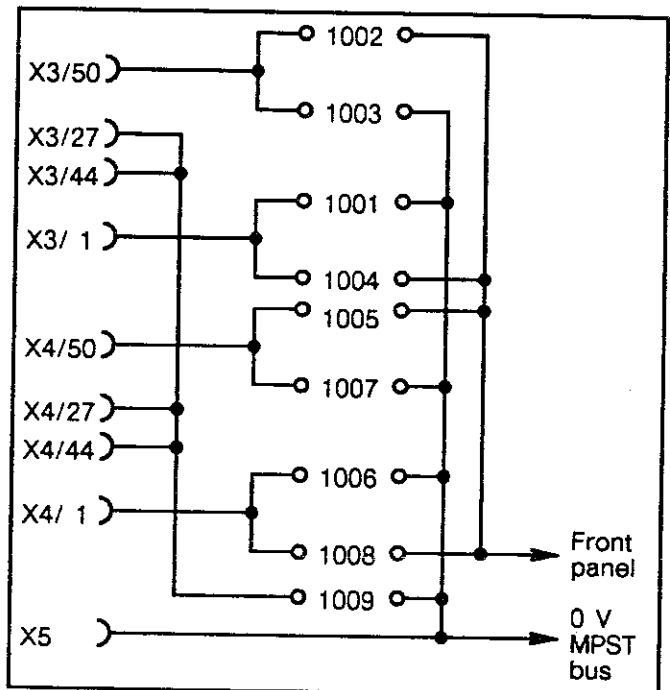 1002
X3/50
1003
X3/27
X3/44
1001
X3/ 1
1004
1005
X4/50
1007
X4/27
X4/44
1006
X4/ 1
1008
Front
panel
1009
0 V
X5
MPST
bus